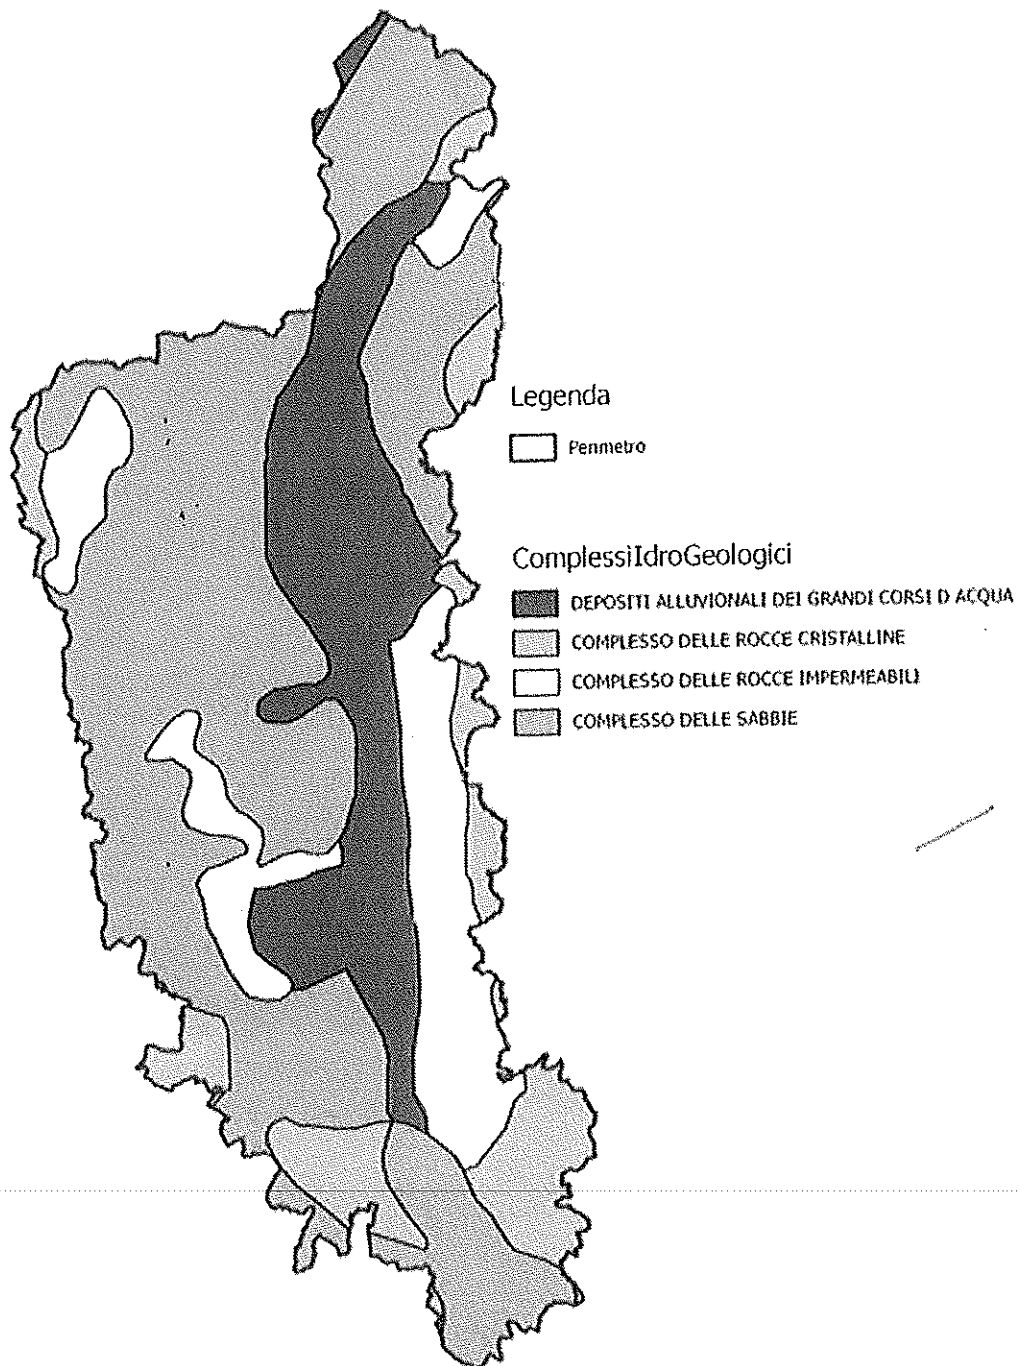 Legenda
Penmetro
ComplessiIdroGeologici
DEPOSITI ALLUVIONALI DEI GRANDI CORSI D ACQUA
COMPLESSO DELLE ROCCE CRISTALLINE
COMPLESSO DELLE ROCCE IMPERMEABILI
COMPLESSO DELLE SABBIE